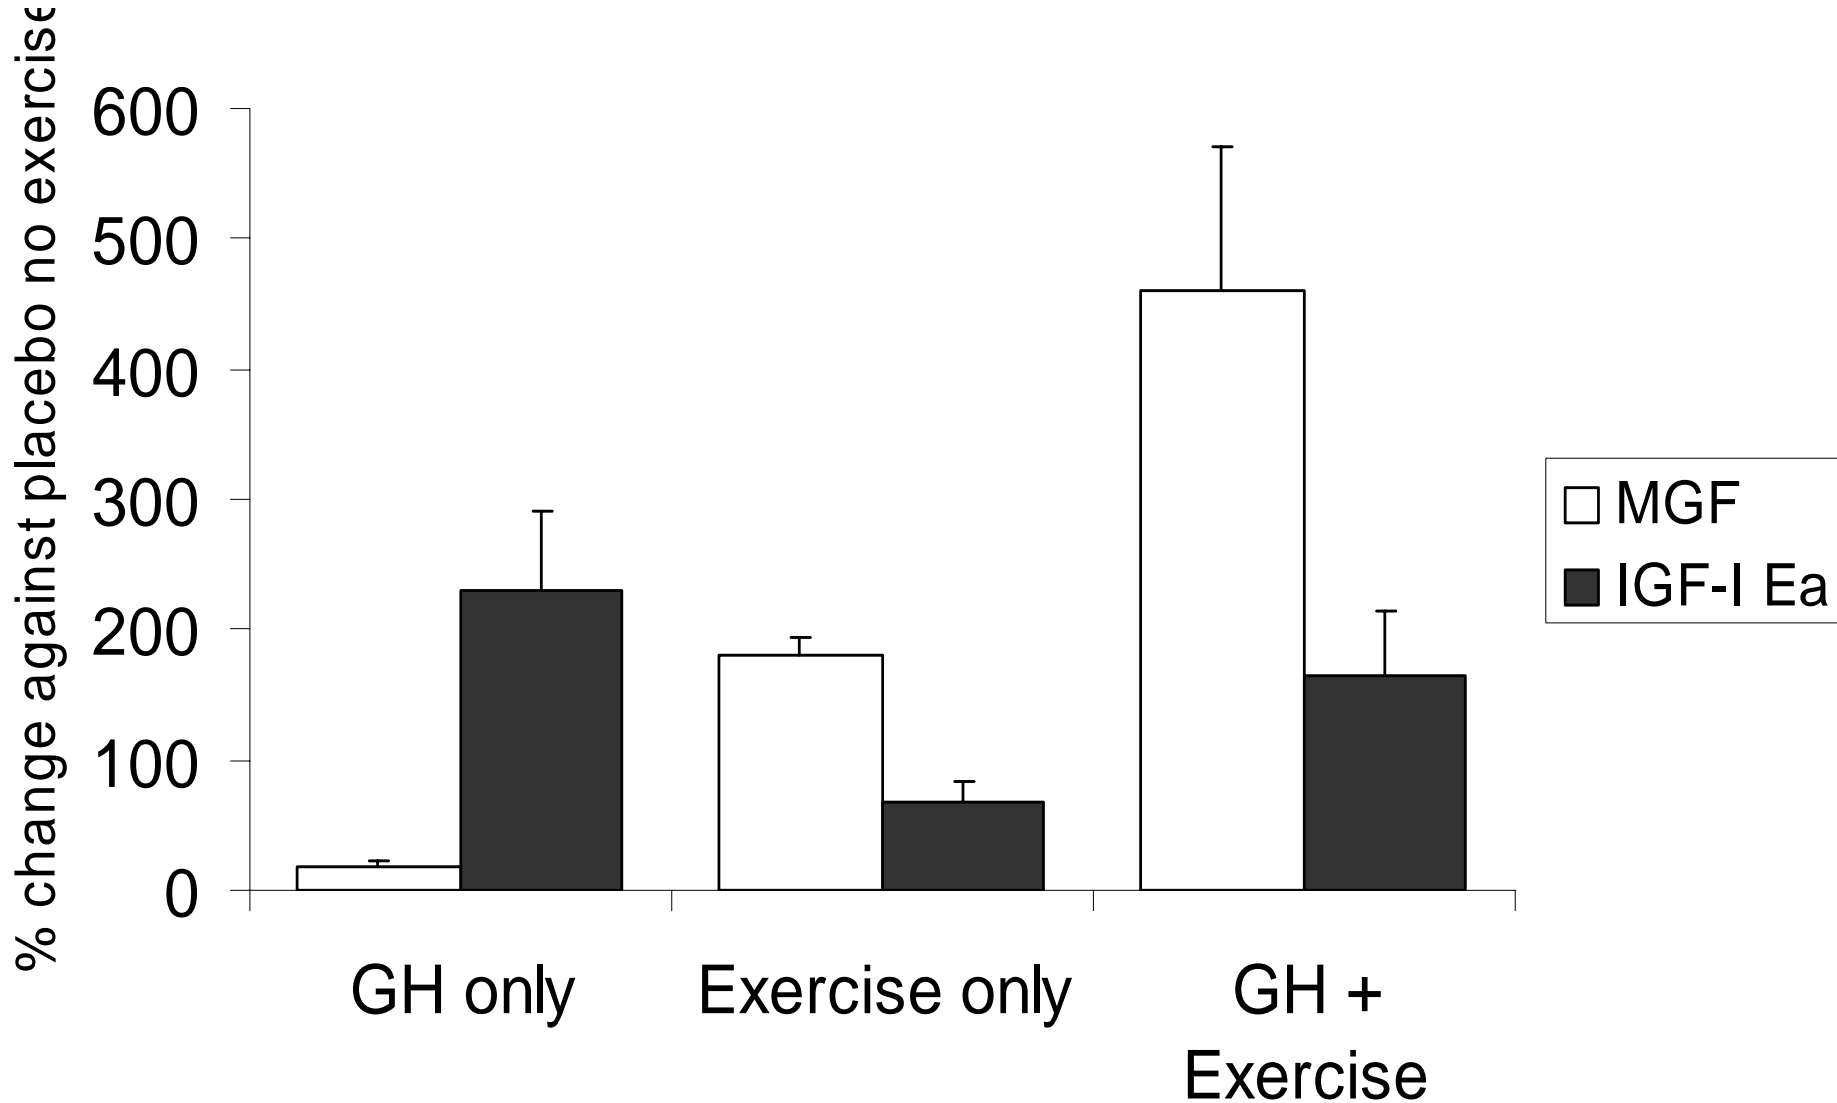 % change against placebo no exercise
600
500
400
300
200
100
0
GH only
Exercise only
GH +
Exercise
MGF
IGF-I Ea